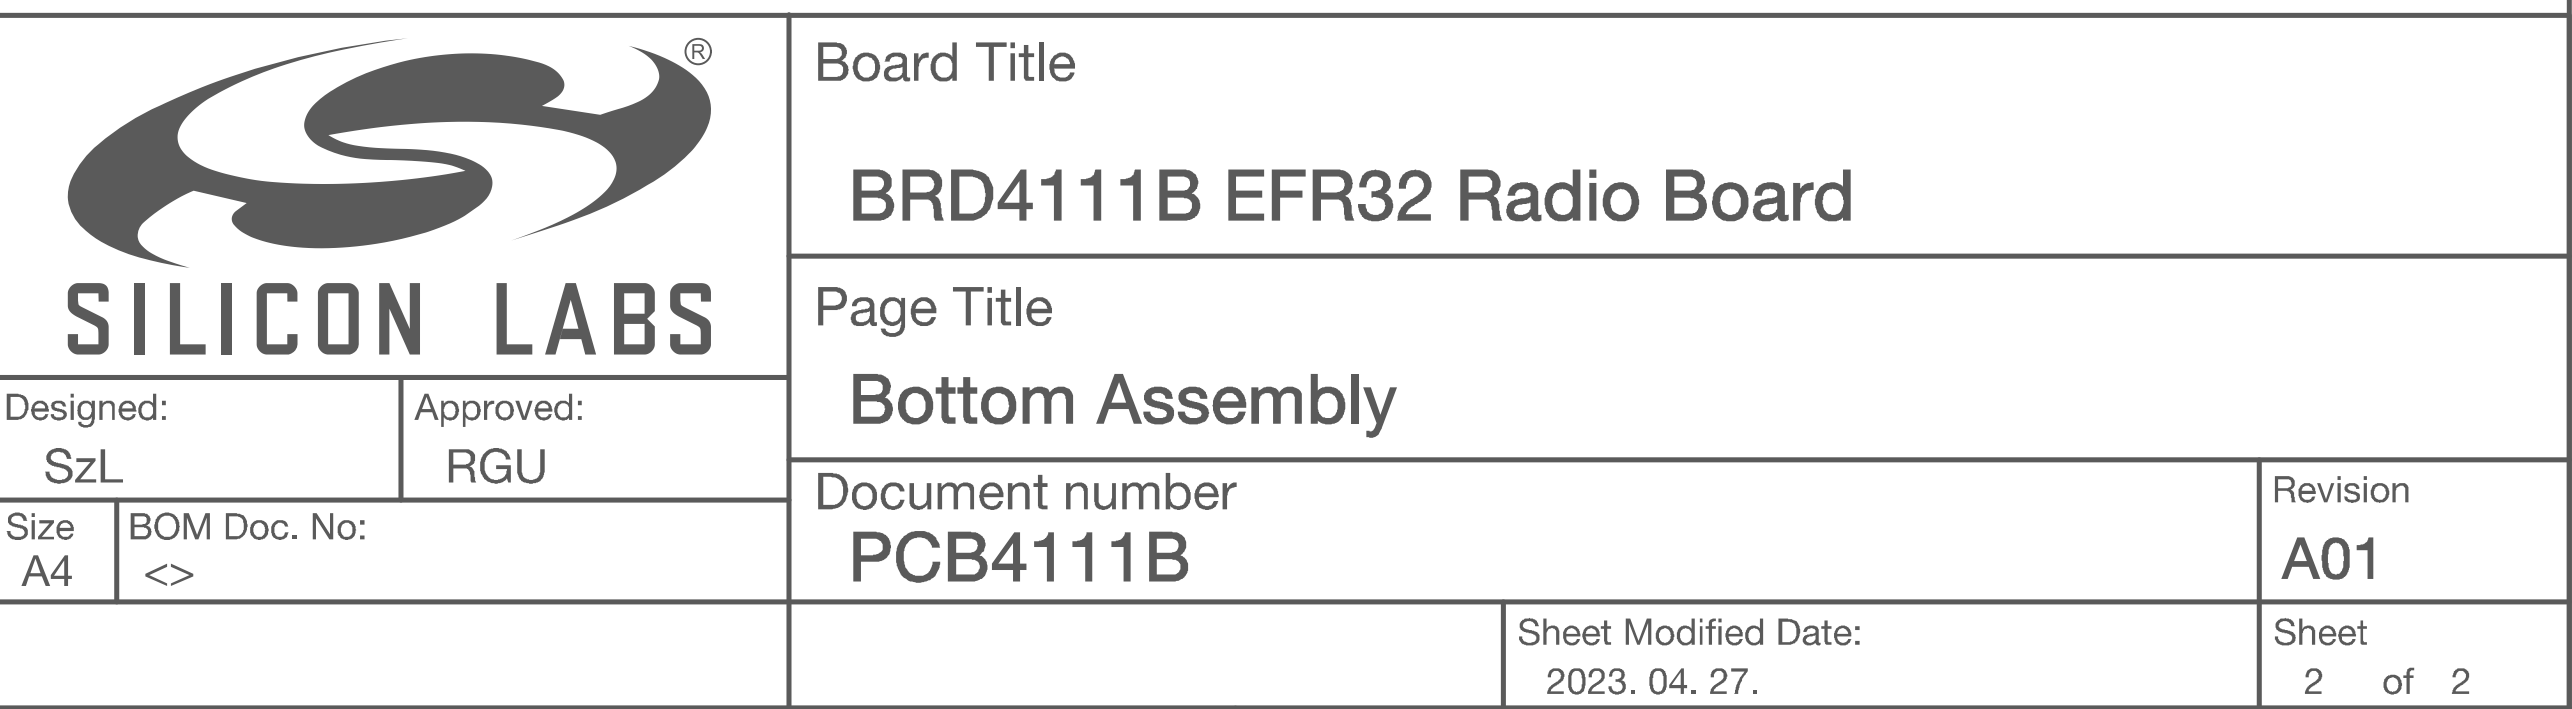 ®
SILICON LABS
Board Title
BRD4111B EFR32 Radio Board
Page Title
Bottom Assembly
Designed:
SzL
Approved:
RGU
Document number
PCB4111B
Revision
A01
Size
A4
BOM Doc. No:
<>
Sheet Modified Date:
2023. 04. 27.
Sheet
2 of 2